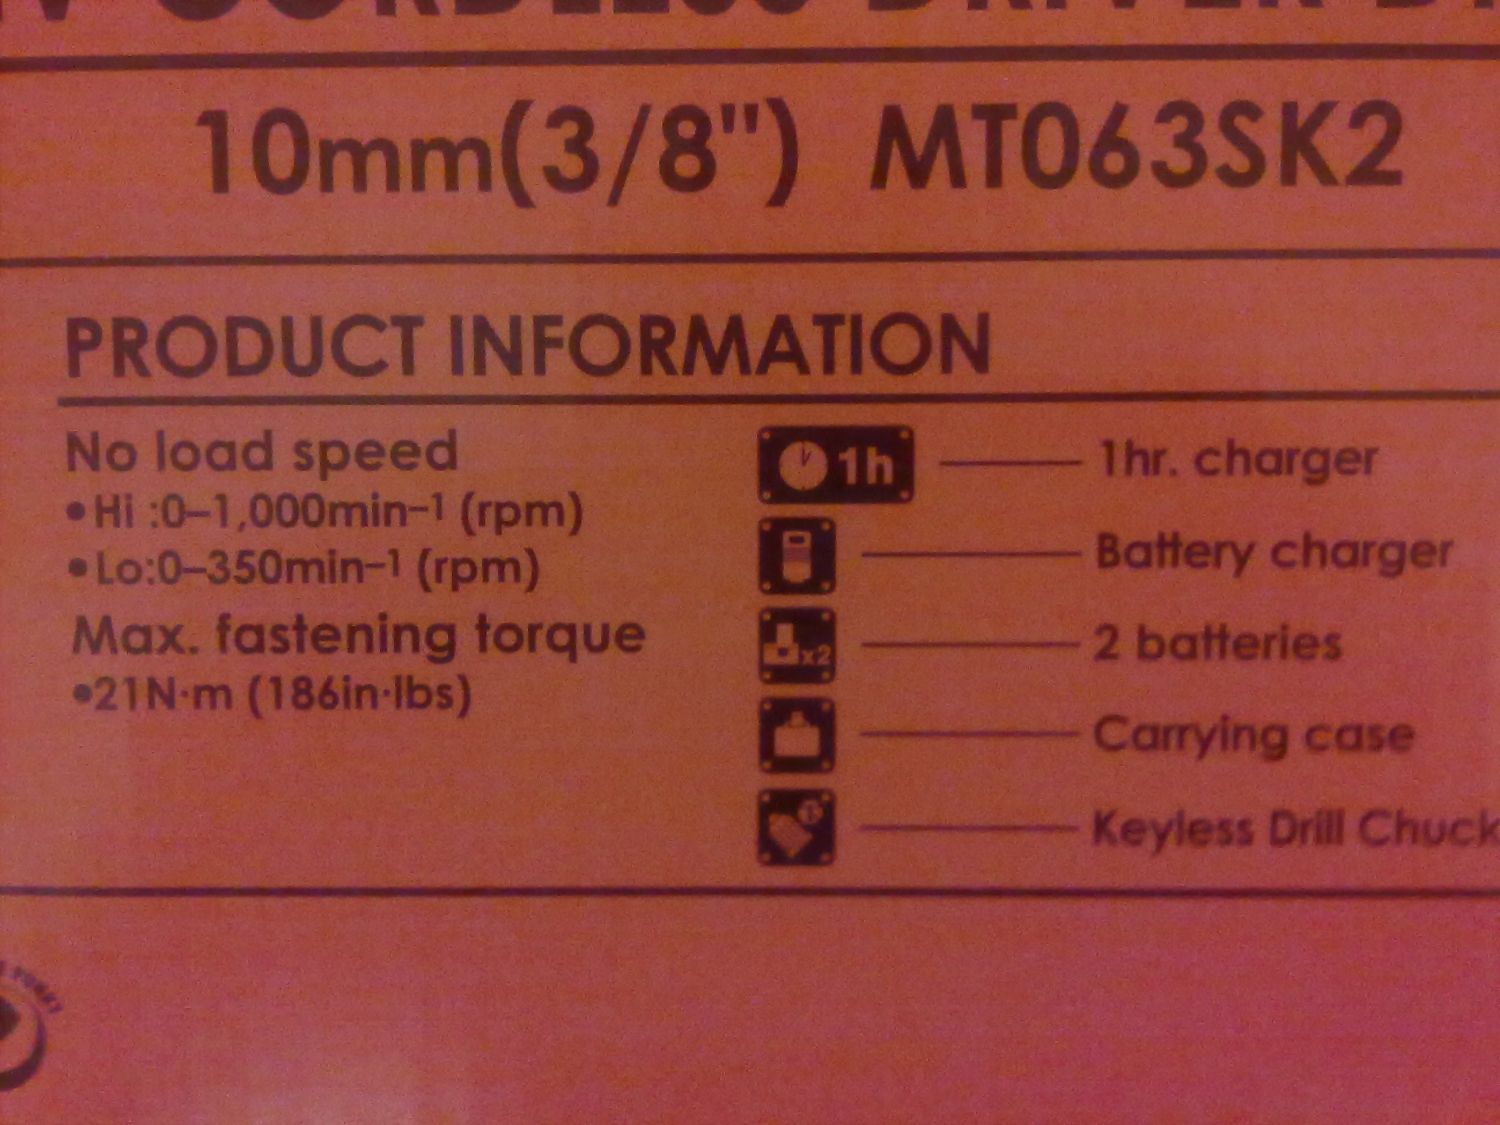 CORDLESS DRIVER
10mm(3/8") MT063SK2
PRODUCT INFORMATION
No load speed
•Hi :0–1,000min–1 (rpm)
•Lo:0–350min–1 (rpm)
Max. fastening torque
•21N·m (186in·lbs)
1h 1hr. charger
Battery charger
x2 2 batteries
Carrying case
Keyless Drill Chuck